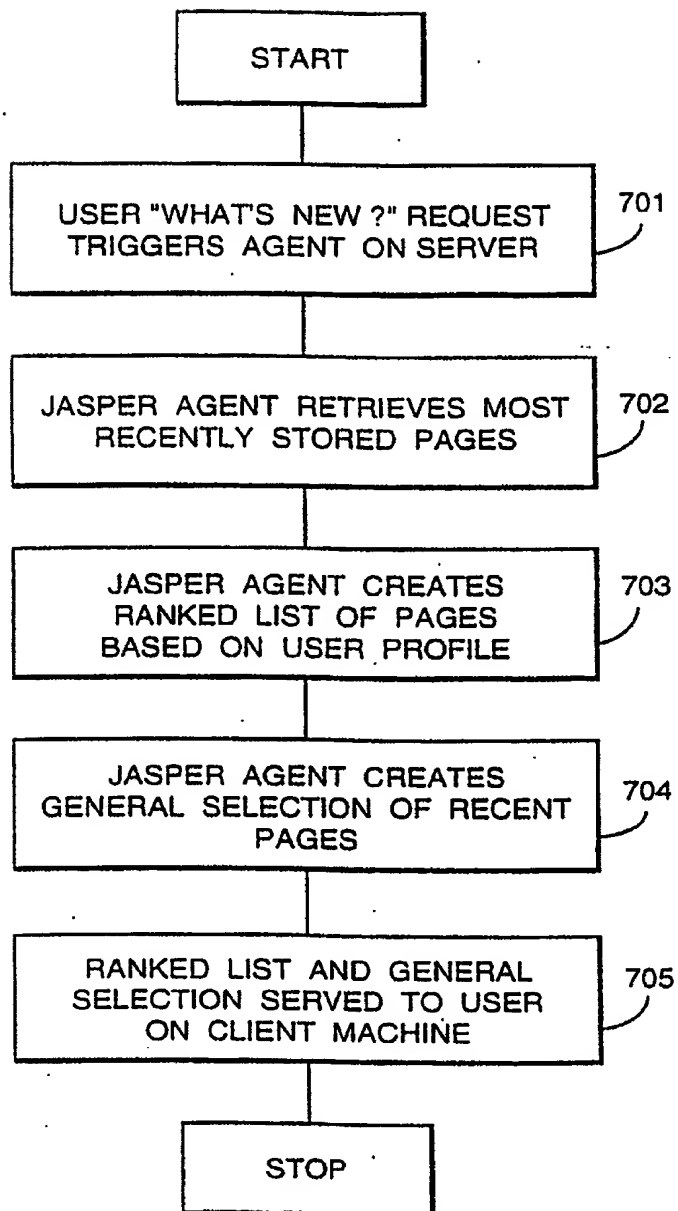 START
USER "WHAT'S NEW ?" REQUEST
TRIGGERS AGENT ON SERVER
701
JASPER AGENT RETRIEVES MOST
RECENTLY STORED PAGES
702
JASPER AGENT CREATES
RANKED LIST OF PAGES
BASED ON USER PROFILE
703
JASPER AGENT CREATES
GENERAL SELECTION OF RECENT
PAGES
704
RANKED LIST AND GENERAL
SELECTION SERVED TO USER
ON CLIENT MACHINE
705
STOP